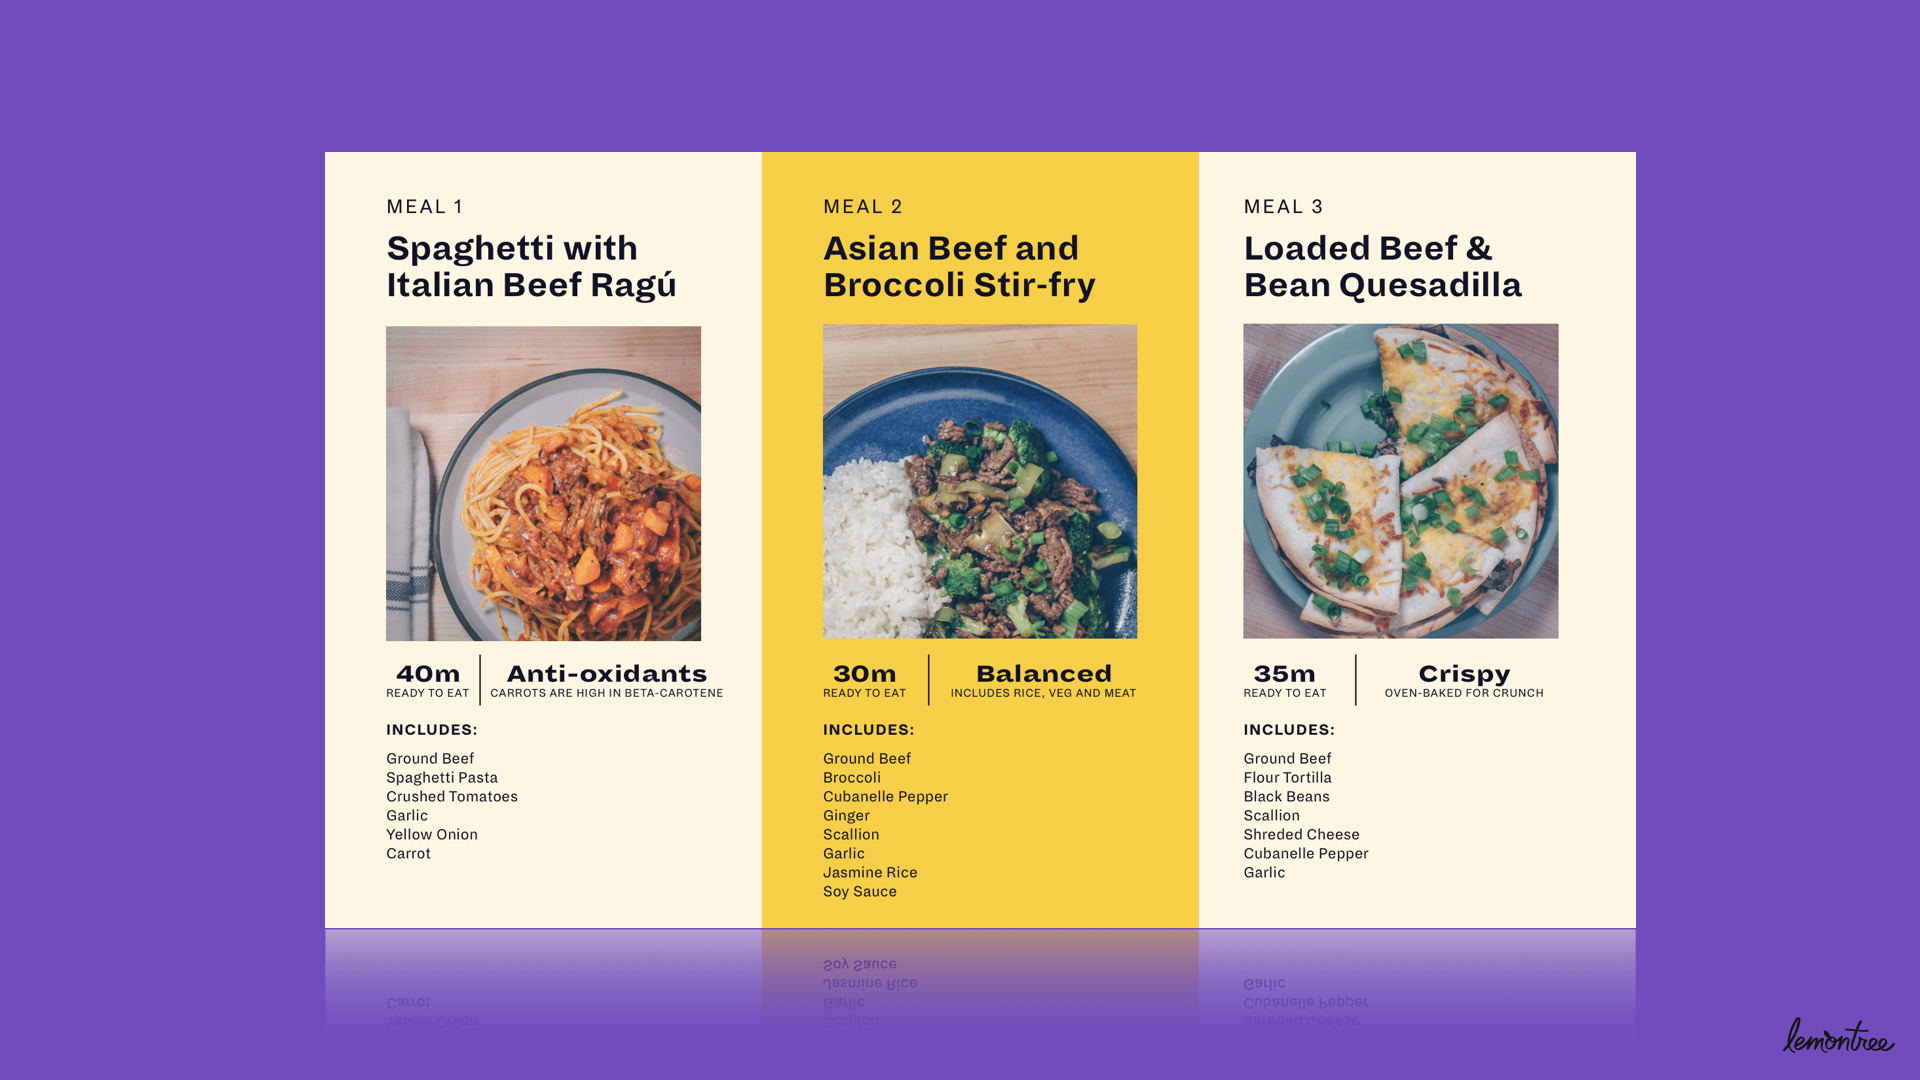 MEAL 1
Spaghetti with
Italian Beef Ragú
40m
READY TO EAT
Anti-oxidants
CARROTS ARE HIGH IN BETA-CAROTENE
INCLUDES:
Ground Beef
Spaghetti Pasta
Crushed Tomatoes
Garlic
Yellow Onion
Carrot
MEAL 2
Asian Beef and
Broccoli Stir-fry
30m
READY TO EAT
Balanced
INCLUDES RICE, VEG AND MEAT
INCLUDES:
Ground Beef
Broccoli
Cubanelle Pepper
Ginger
Scallion
Garlic
Jasmine Rice
Soy Sauce
MEAL 3
Loaded Beef &
Bean Quesadilla
35m
READY TO EAT
Crispy
OVEN-BAKED FOR CRUNCH
INCLUDES:
Ground Beef
Flour Tortilla
Black Beans
Scallion
Shreded Cheese
Cubanelle Pepper
Garlic
lemontree